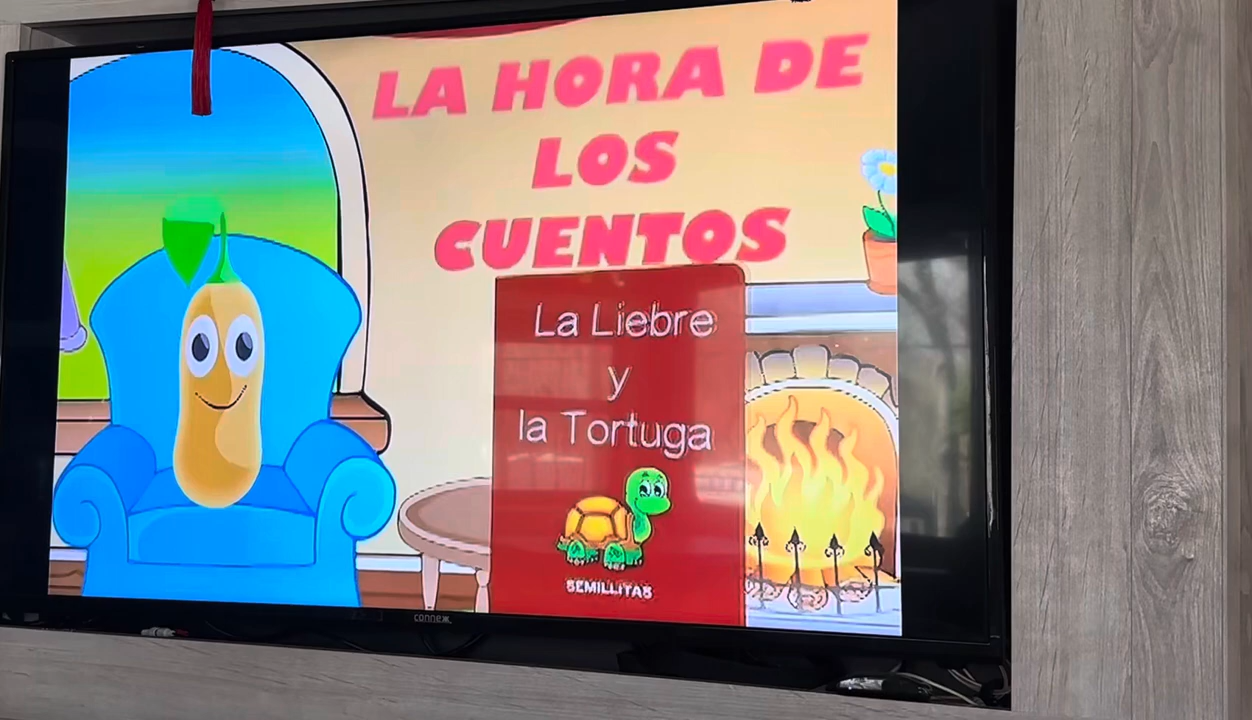 LA HORA DE
LOS
CUENTOS
La Liebre
y
la Tortuga
SEMILLITAS
connex